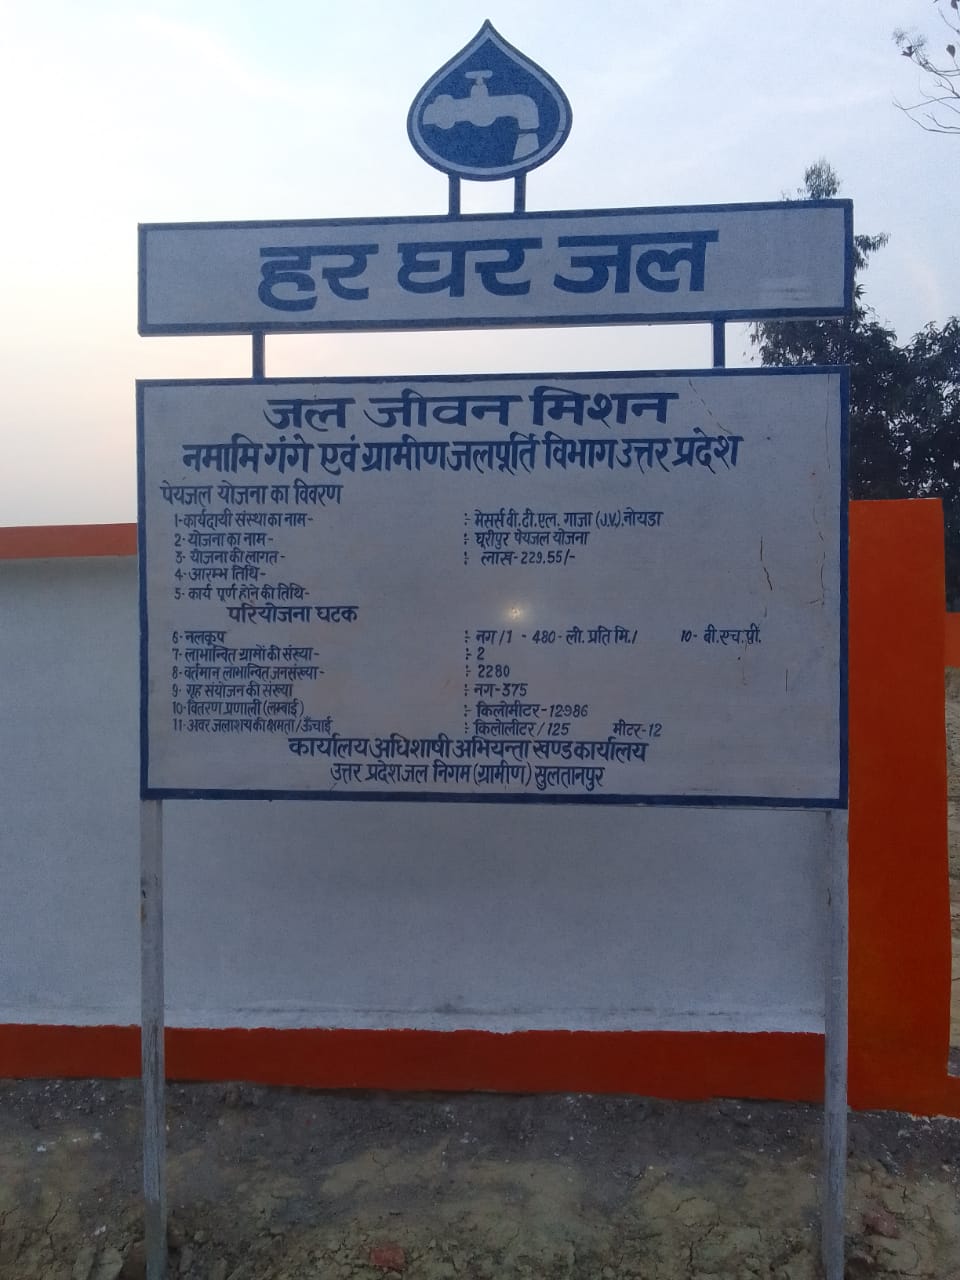 हर घर जल
जल जीवन मिशन
नमामि गंगे एवं ग्रामीण जलपूर्ति विभाग उत्तर प्रदेश
पेयजल योजना का विवरण
1-कार्यदायी संस्था का नाम- :- मेसर्स वी.टी.एल. गाजा (J.V.) नोयडा
2- योजना का नाम- :- घूरीपुर पेयजल योजना
3- योजना की लागत- :- लाख-229.55/-
4- आरम्भ तिथि-
5- कार्य पूर्ण होने की तिथि-
परियोजना घटक
6- नलकूप :- नग/1 - 480- ली. प्रति मि./ 10- बी.एच.पी.
7- लाभान्वित ग्रामों की संख्या- :- 2
8- वर्तमान लाभान्वित जनसंख्या- :- 2280
9- गृह संयोजन की संख्या :- नग-375
10- वितरण प्रणाली (लम्बाई) :- किलोमीटर-12986
11- अवर जलाशय की क्षमता/ऊँचाई :- किलोलीटर/125 मीटर-12
कार्यालय अधिशाषी अभियन्ता खण्ड कार्यालय
उत्तर प्रदेश जल निगम (ग्रामीण) सुलतानपुर